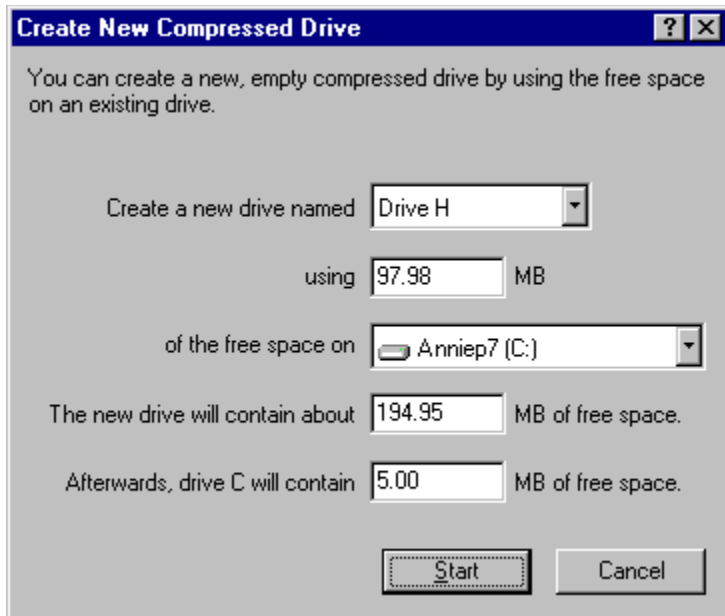 Create New Compressed Drive
You can create a new, empty compressed drive by using the free space
on an existing drive.
Create a new drive named Drive H
using 97.98 MB
of the free space on Anniep7 (C:)
The new drive will contain about 194.95 MB of free space.
Afterwards, drive C will contain 5.00 MB of free space.
Start Cancel